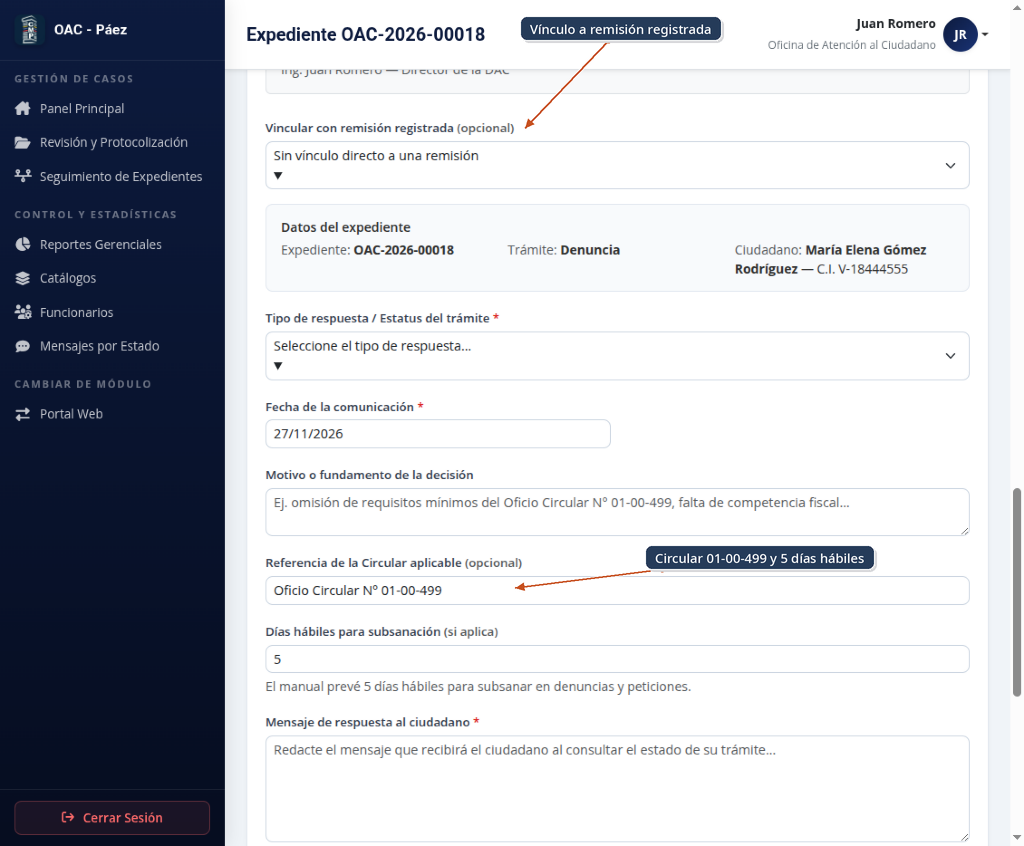 OAC - Páez
GESTIÓN DE CASOS
Panel Principal
Revisión y Protocolización
Seguimiento de Expedientes
CONTROL Y ESTADÍSTICAS
Reportes Gerenciales
Catálogos
Funcionarios
Mensajes por Estado
CAMBIAR DE MÓDULO
Portal Web
Cerrar Sesión
Expediente OAC-2026-00018
Vínculo a remisión registrada
Juan Romero
Oficina de Atención al Ciudadano
JR
Ing. Juan Romero — Director de la DAC
Vincular con remisión registrada (opcional)
Sin vínculo directo a una remisión
Datos del expediente
Expediente: OAC-2026-00018
Trámite: Denuncia
Ciudadano: María Elena Gómez
Rodríguez — C.I. V-18444555
Tipo de respuesta / Estatus del trámite *
Seleccione el tipo de respuesta...
Fecha de la comunicación *
27/11/2026
Motivo o fundamento de la decisión
Ej. omisión de requisitos mínimos del Oficio Circular Nº 01-00-499, falta de competencia fiscal...
Referencia de la Circular aplicable (opcional)
Circular 01-00-499 y 5 días hábiles
Oficio Circular Nº 01-00-499
Días hábiles para subsanación (si aplica)
5
El manual prevé 5 días hábiles para subsanar en denuncias y peticiones.
Mensaje de respuesta al ciudadano *
Redacte el mensaje que recibirá el ciudadano al consultar el estado de su trámite...